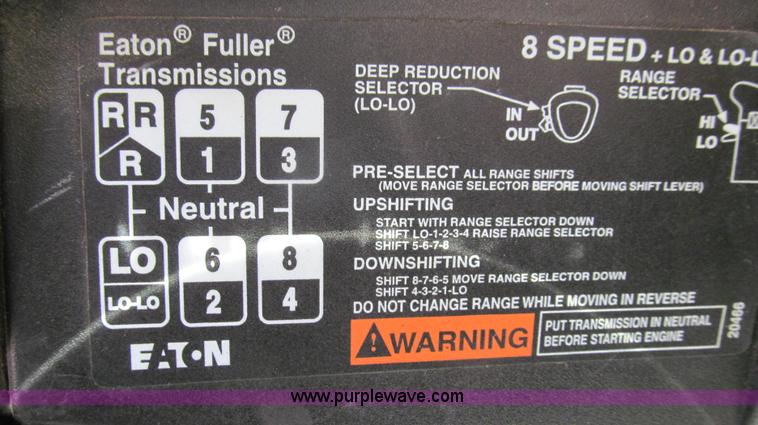 Eaton® Fuller®
Transmissions
8 SPEED + LO & LO-L
R R 5 7
R 1 3
Neutral
LO 6 8
LO-LO 2 4
EATON
DEEP REDUCTION
SELECTOR
(LO-LO)
IN
OUT
RANGE
SELECTOR
HI
LO
PRE-SELECT ALL RANGE SHIFTS
(MOVE RANGE SELECTOR BEFORE MOVING SHIFT LEVER)
UPSHIFTING
START WITH RANGE SELECTOR DOWN
SHIFT LO-1-2-3-4 RAISE RANGE SELECTOR
SHIFT 5-6-7-8
DOWNSHIFTING
SHIFT 8-7-6-5 MOVE RANGE SELECTOR DOWN
SHIFT 4-3-2-1-LO
DO NOT CHANGE RANGE WHILE MOVING IN REVERSE
WARNING
PUT TRANSMISSION IN NEUTRAL
BEFORE STARTING ENGINE
20466
www.purplewave.com